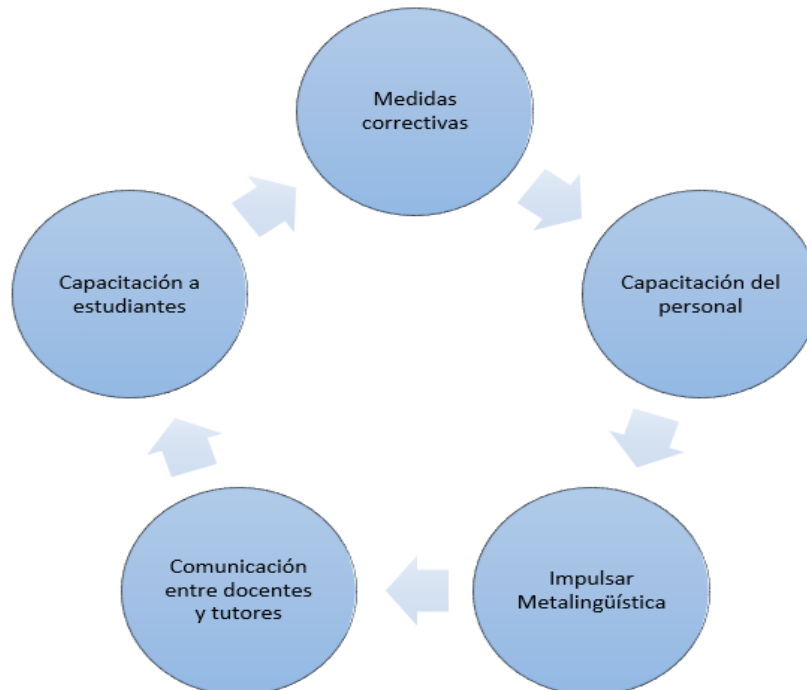 Medidas
correctivas
Capacitación del
personal
Impulsar
Metalingüística
Comunicación
entre docentes
y tutores
Capacitación a
estudiantes